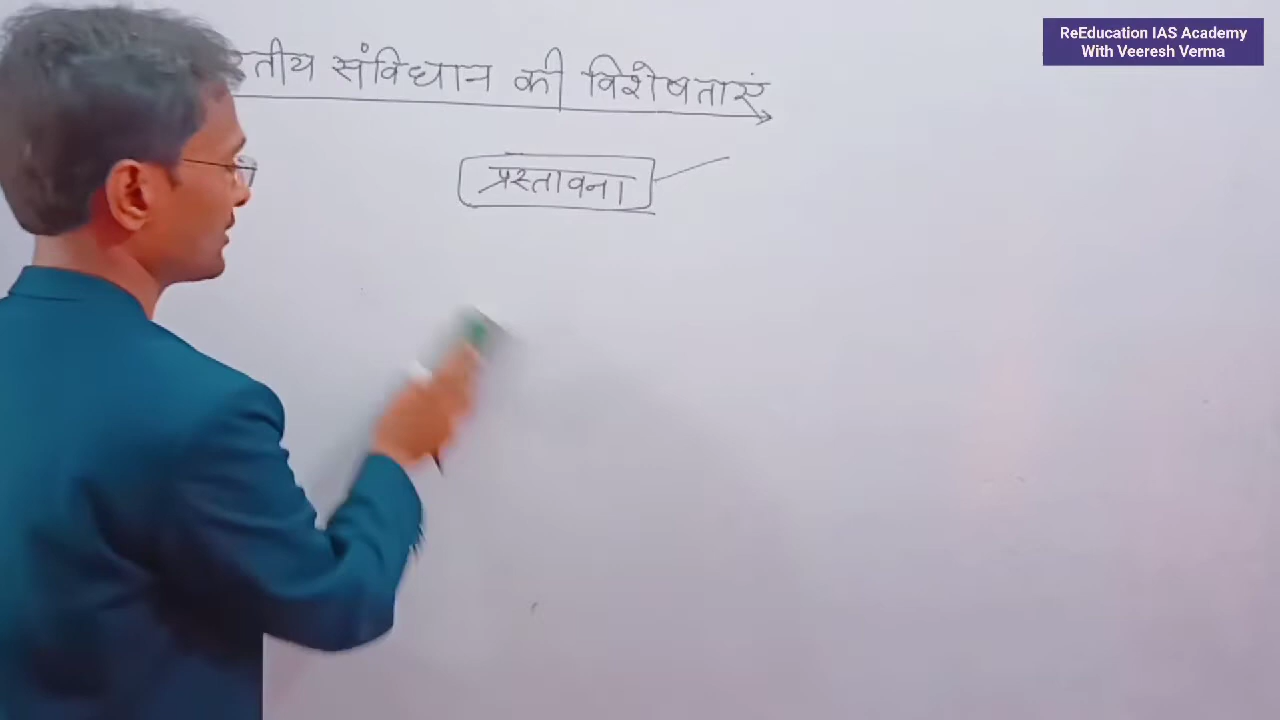 ReEducation IAS Academy
With Veeresh Verma
संविधान की विशेषताएं
प्रस्तावना